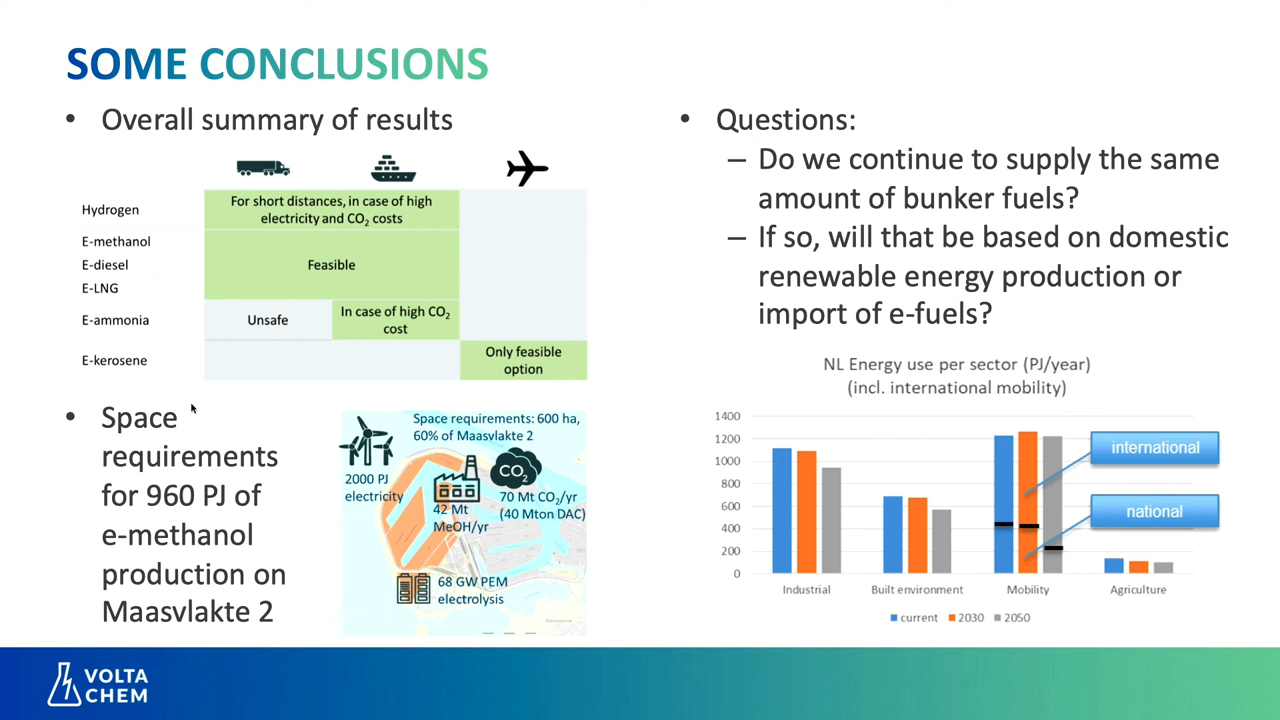 SOME CONCLUSIONS
• Overall summary of results
Hydrogen
For short distances, in case of high
electricity and CO2 costs
E-methanol
E-diesel
Feasible
E-LNG
E-ammonia
Unsafe
In case of high CO2
cost
E-kerosene
Only feasible
option
• Space
requirements
for 960 PJ of
e-methanol
production on
Maasvlakte 2
Space requirements: 600 ha,
60% of Maasvlakte 2
2000 PJ
electricity
CO2
42 Mt
MeOH/yr
70 Mt CO2/yr
(40 Mton DAC)
68 GW PEM
electrolysis
• Questions:
– Do we continue to supply the same
amount of bunker fuels?
– If so, will that be based on domestic
renewable energy production or
import of e-fuels?
NL Energy use per sector (PJ/year)
(incl. international mobility)
1400
1200
1000
800
600
400
200
0
international
national
Industrial
Built environment
Mobility
Agriculture
current
2030
2050
VOLTA
CHEM